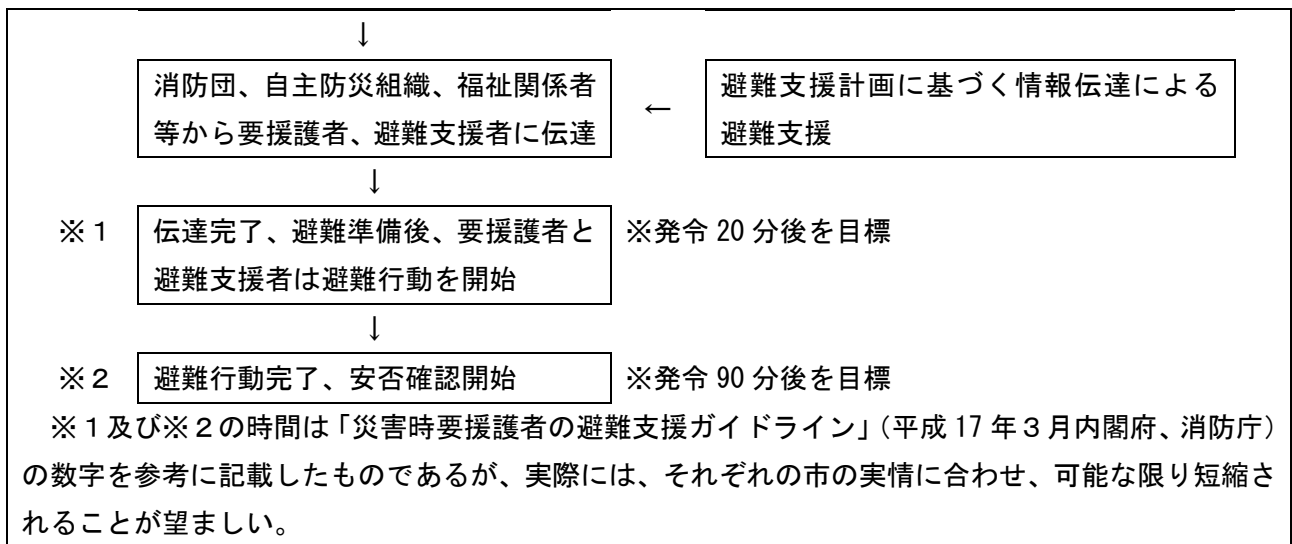 ↓
消防団、自主防災組織、福祉関係者
等から要援護者、避難支援者に伝達
←
避難支援計画に基づく情報伝達による
避難支援
↓
※1 伝達完了、避難準備後、要援護者と ※発令 20 分後を目標
避難支援者は避難行動を開始
↓
※2 避難行動完了、安否確認開始 ※発令 90 分後を目標
※1及び※2の時間は「災害時要援護者の避難支援ガイドライン」（平成 17 年3月内閣府、消防庁）
の数字を参考に記載したものであるが、実際には、それぞれの市の実情に合わせ、可能な限り短縮さ
れることが望ましい。